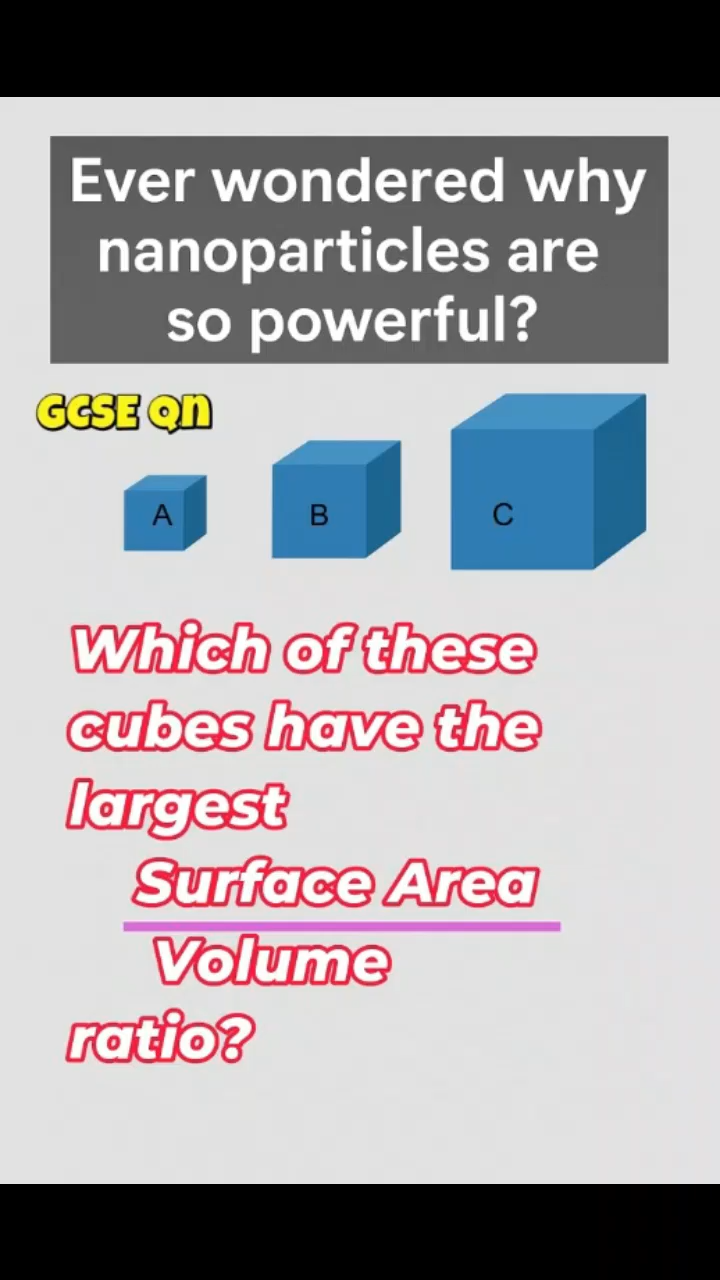 Ever wondered why
nanoparticles are
so powerful?
GCSE Qn
A
B
C
Which of these
cubes have the
largest
Surface Area
Volume
ratio?